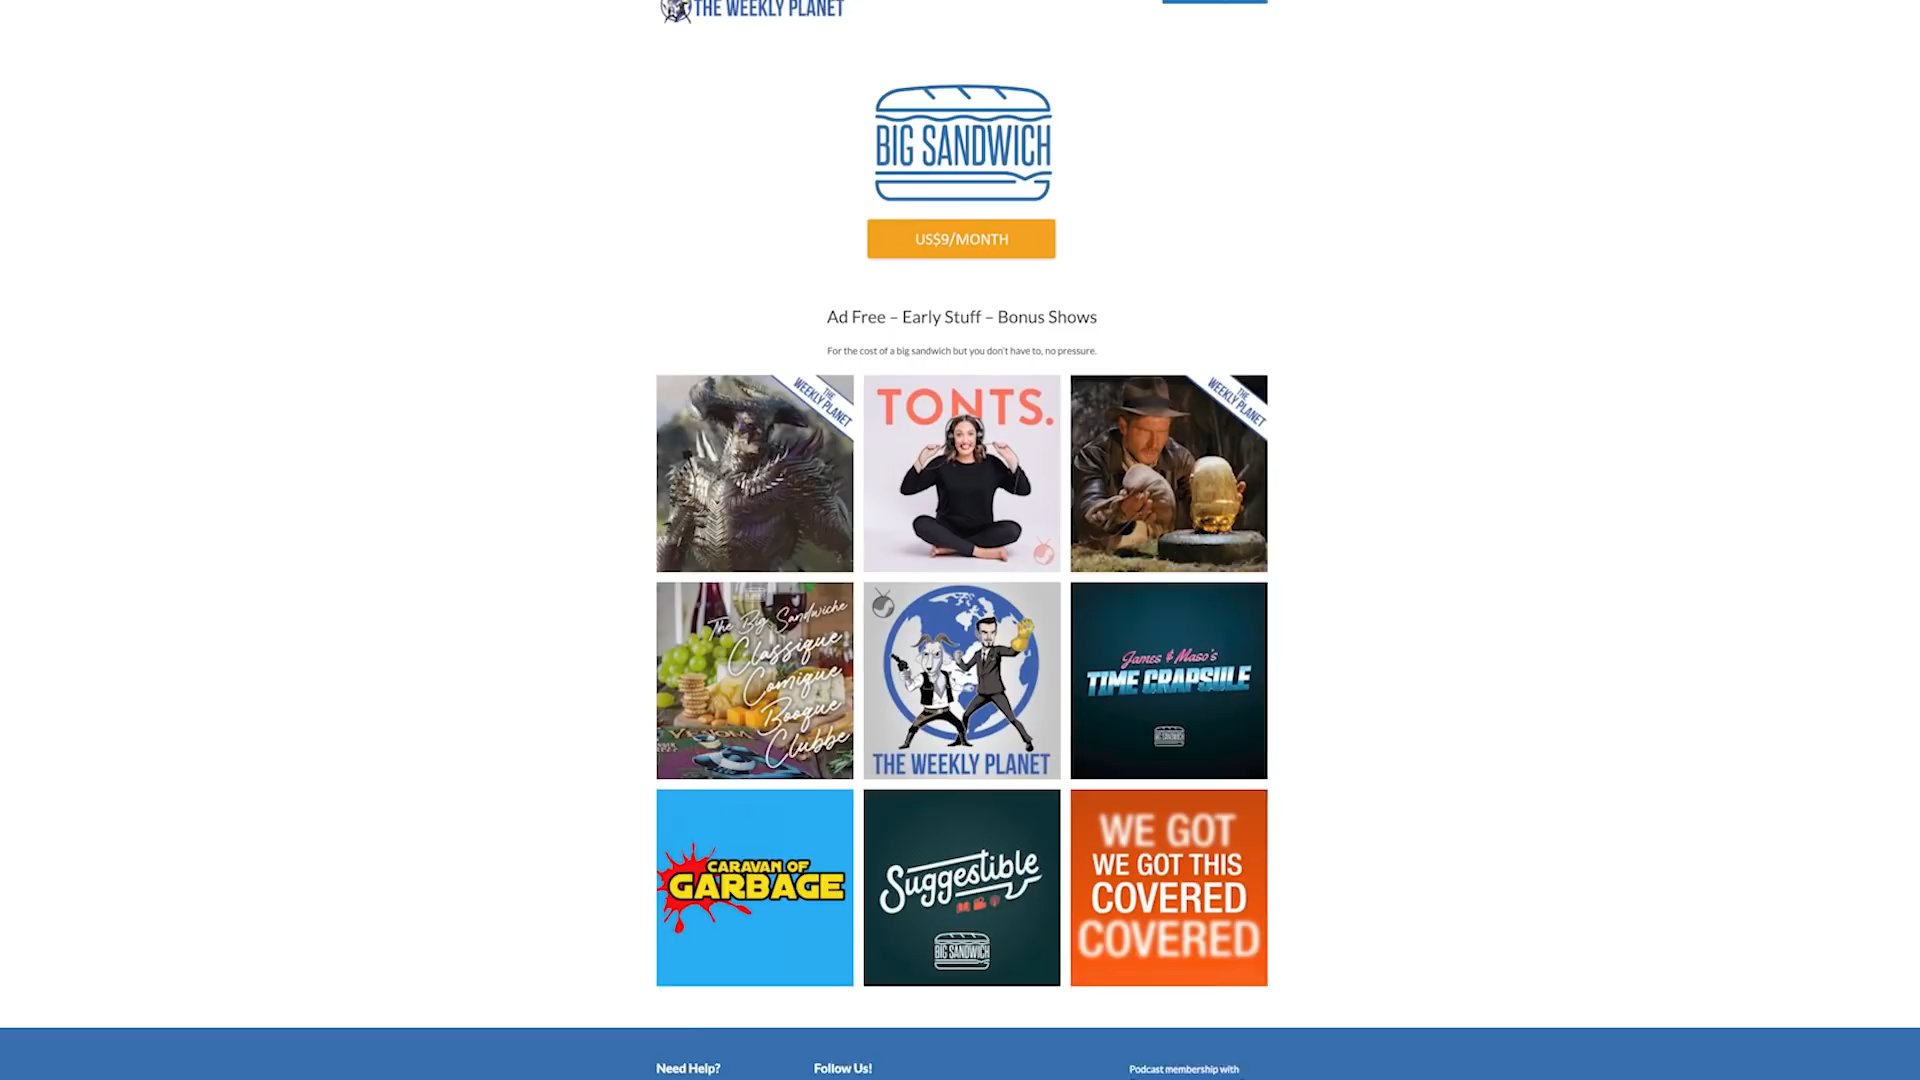 THE WEEKLY PLANET
BIG SANDWICH
US$9/MONTH
Ad Free – Early Stuff – Bonus Shows
For the cost of a big sandwich but you don't have to, no pressure.
THE
WEEKLY PLANET
TONTS.
THE
WEEKLY PLANET
The Big Sandwiche
Classique
Comique
Booque
Clubbe
VENOM
THE WEEKLY PLANET
James & Maso's
TIME CRAPSULE
BIG SANDWICH
CARAVAN OF
GARBAGE
Suggestible
BIG SANDWICH
WE GOT
WE GOT THIS
COVERED
COVERED
Need Help?
Follow Us!
Podcast membership with